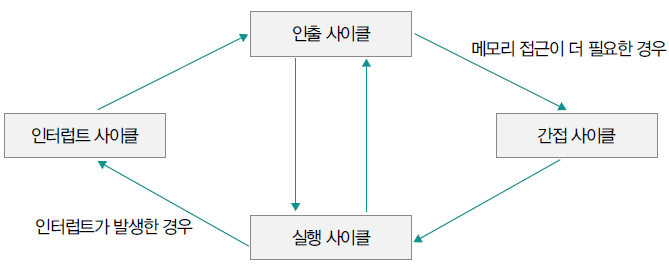 인출 사이클
메모리 접근이 더 필요한 경우
인터럽트 사이클
간접 사이클
인터럽트가 발생한 경우
실행 사이클